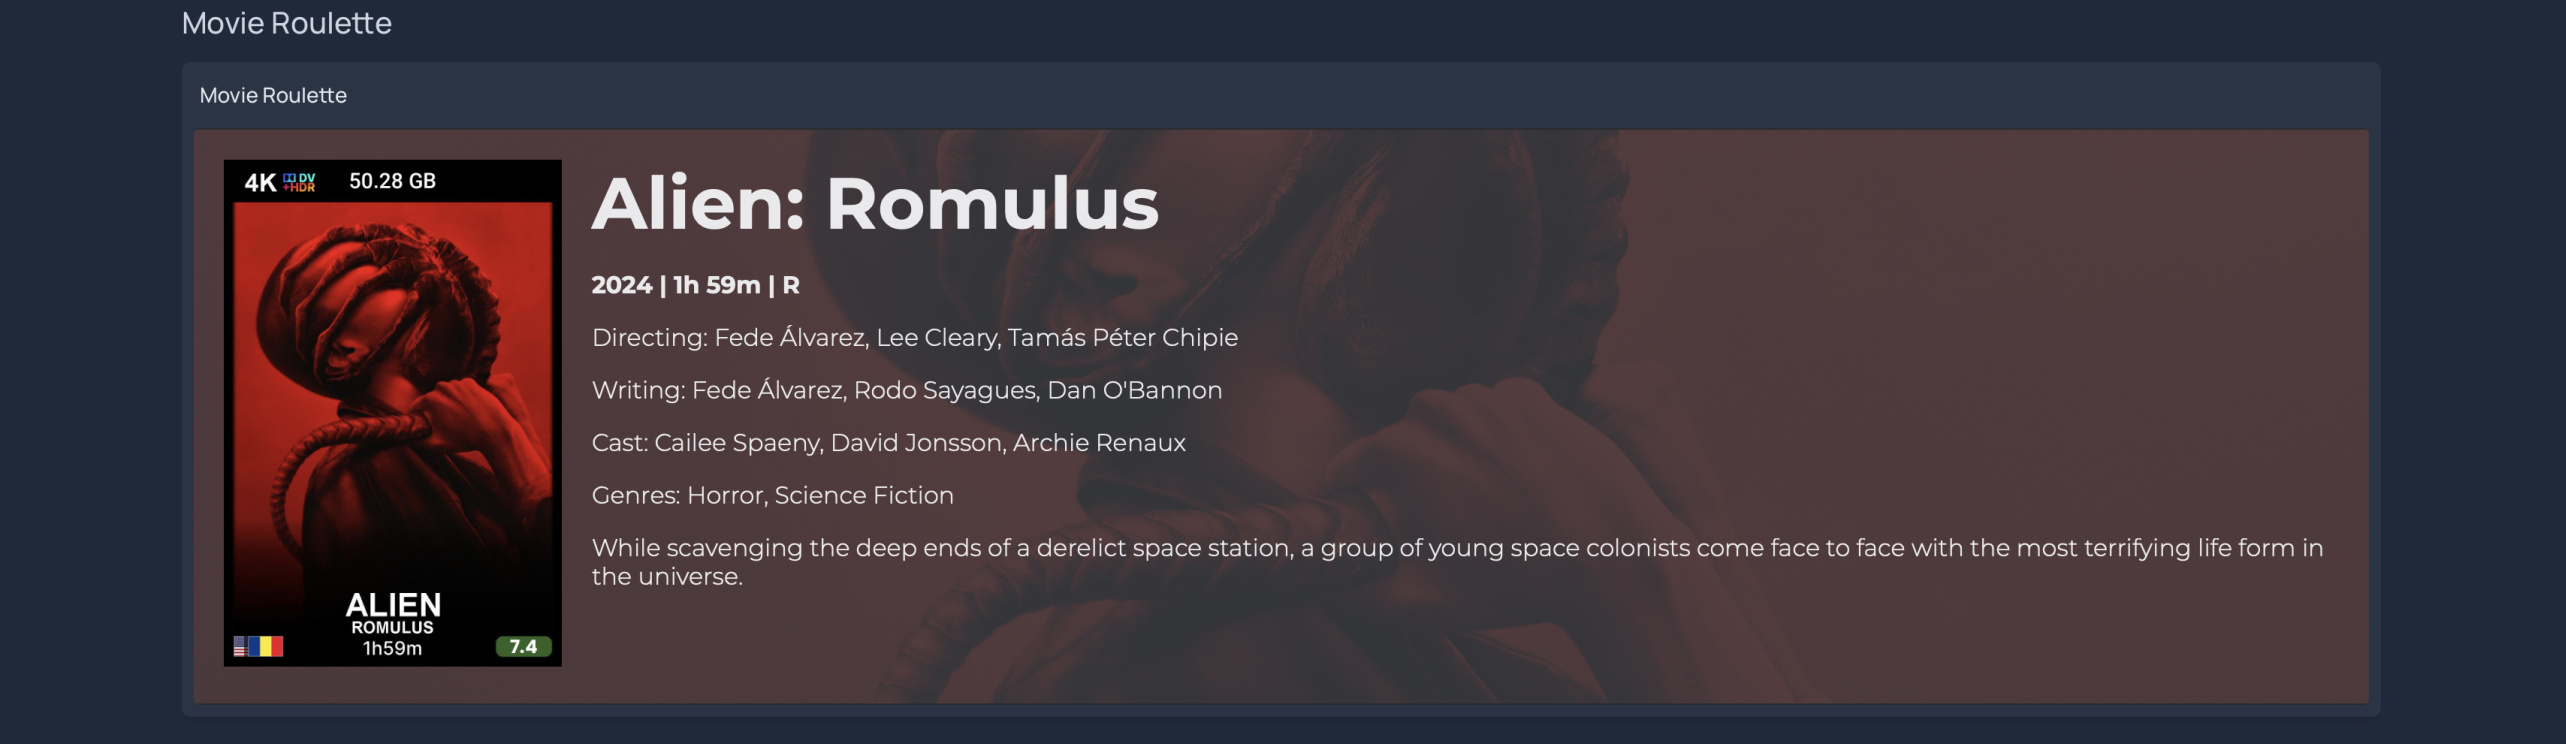 Movie Roulette
Movie Roulette
4K DV +HDR 50.28 GB
ALIEN
ROMULUS
1h59m
7.4
Alien: Romulus
2024 | 1h 59m | R
Directing: Fede Álvarez, Lee Cleary, Tamás Péter Chipie
Writing: Fede Álvarez, Rodo Sayagues, Dan O'Bannon
Cast: Cailee Spaeny, David Jonsson, Archie Renaux
Genres: Horror, Science Fiction
While scavenging the deep ends of a derelict space station, a group of young space colonists come face to face with the most terrifying life form in
the universe.